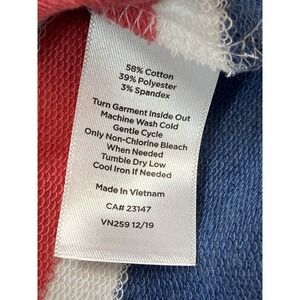 58% Cotton
39% Polyester
3% Spandex
Turn Garment Inside Out
Machine Wash Cold
Gentle Cycle
Only Non-Chlorine Bleach
When Needed
Tumble Dry Low
Cool Iron If Needed
Made In Vietnam
CA# 23147
VN259 12/19